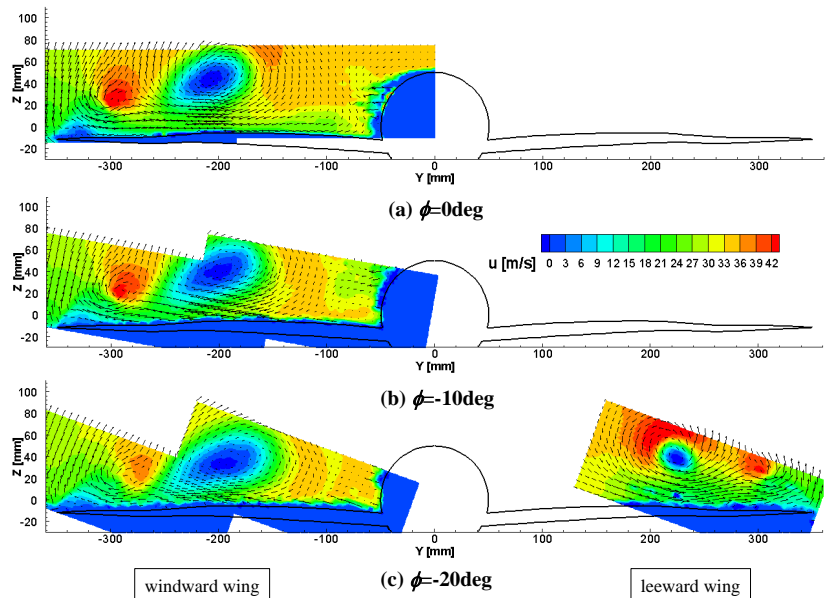 100
80
60
40
20
0
-20
Z [mm]
-300 -200 -100 0 100 200 300
Y [mm]
(a) ϕ=0deg
100
80
60
40
20
0
-20
Z [mm]
u [m/s]
0 3 6 9 12 15 18 21 24 27 30 33 36 39 42
-300 -200 -100 0 100 200 300
Y [mm]
(b) ϕ=-10deg
100
80
60
40
20
0
-20
Z [mm]
-300 -200 -100 0 100 200 300
Y [mm]
(c) ϕ=-20deg
windward wing
leeward wing